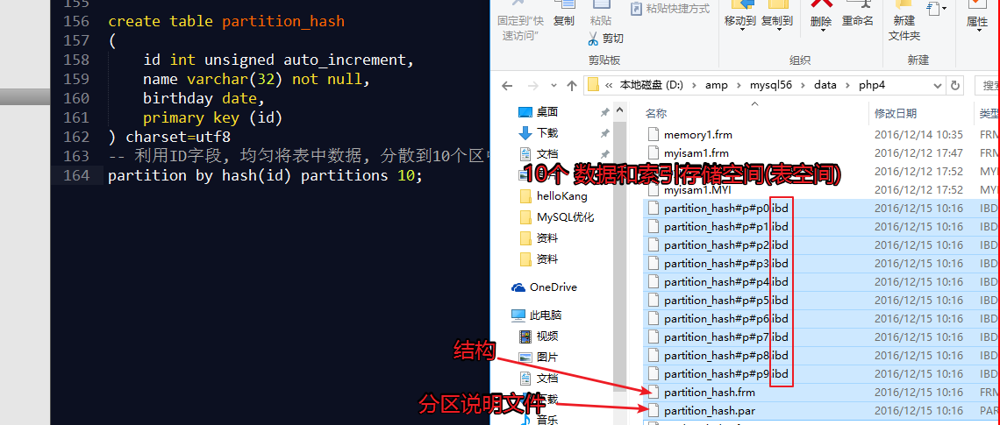 155
156 create table partition_hash
157 (
158 id int unsigned auto_increment,
159 name varchar(32) not null,
160 birthday date,
161 primary key (id)
162 ) charset=utf8
163 -- 利用ID字段, 均匀将表中数据, 分散到10个区
164 partition by hash(id) partitions 10;
固定到"快
速访问"
复制
粘贴
粘贴快捷方式
剪切
剪贴板
移动到
复制到
删除
重命名
组织
新建
文件夹
新建
属性
« 本地磁盘 (D:) › amp › mysql56 › data › php4
搜索
桌面
下载
文档
helloKang
MySQL优化
资料
资料
OneDrive
此电脑
视频
图片
文档
下载
音乐
名称 修改日期 类型
memory1.frm 2016/12/14 10:35 FRM
myisam1.frm 2016/12/12 17:47 FRM
10个 数据和索引存储空间(表空间)
2016/12/12 17:52 MYD
myisam1.MYI 2016/12/12 17:52 MYI
partition_hash#p#p0.ibd 2016/12/15 10:16 IBD
partition_hash#p#p1.ibd 2016/12/15 10:16 IBD
partition_hash#p#p2.ibd 2016/12/15 10:16 IBD
partition_hash#p#p3.ibd 2016/12/15 10:16 IBD
partition_hash#p#p4.ibd 2016/12/15 10:16 IBD
partition_hash#p#p5.ibd 2016/12/15 10:16 IBD
partition_hash#p#p6.ibd 2016/12/15 10:16 IBD
partition_hash#p#p7.ibd 2016/12/15 10:16 IBD
partition_hash#p#p8.ibd 2016/12/15 10:16 IBD
partition_hash#p#p9.ibd 2016/12/15 10:16 IBD
partition_hash.frm 2016/12/15 10:16 FRM
partition_hash.par 2016/12/15 10:16 PAR
结构
分区说明文件